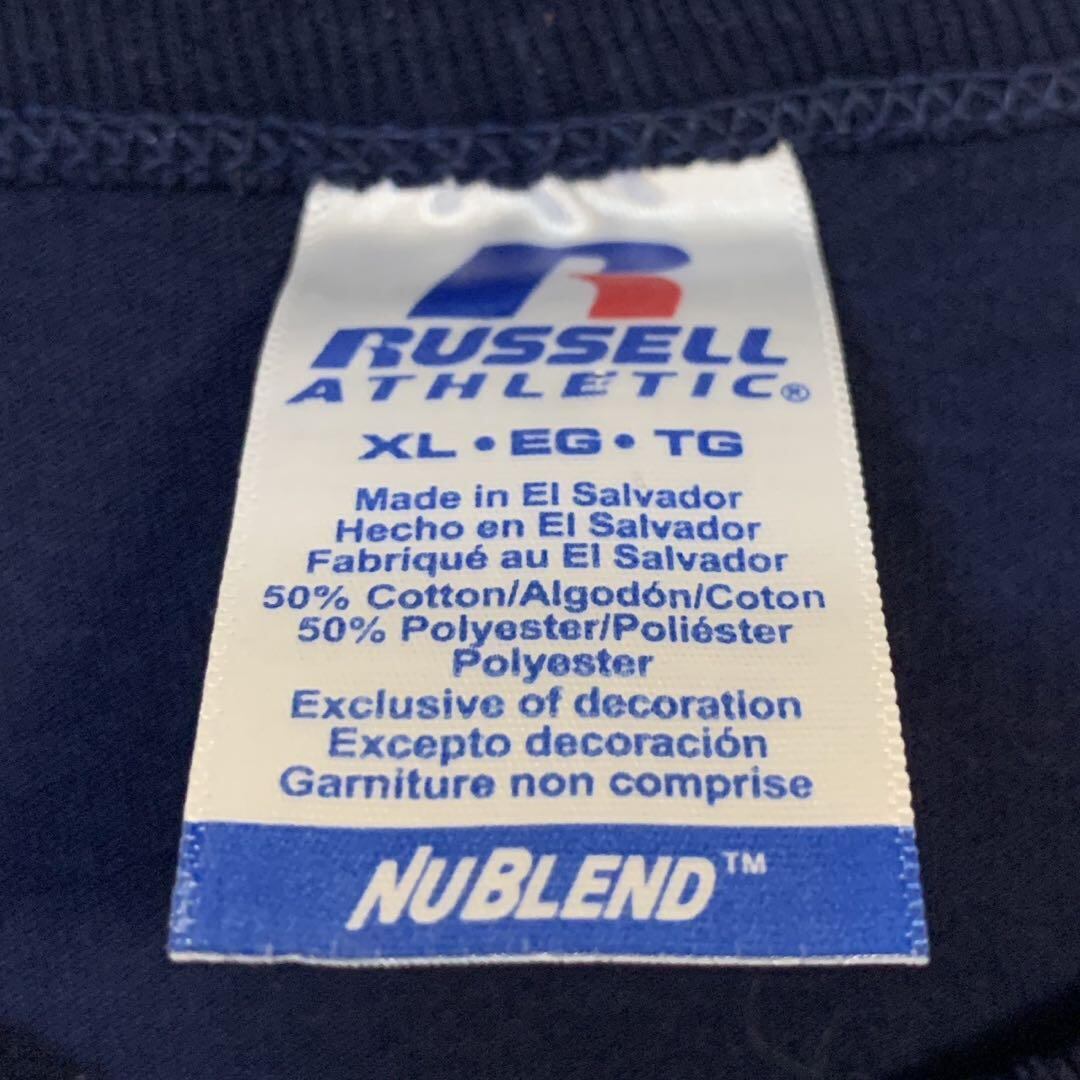 R
RUSSELL
ATHLETIC®
XL • EG • TG
Made in El Salvador
Hecho en El Salvador
Fabriqué au El Salvador
50% Cotton/Algodón/Coton
50% Polyester/Poliéster
Polyester
Exclusive of decoration
Excepto decoración
Garniture non comprise
NUBLEND™